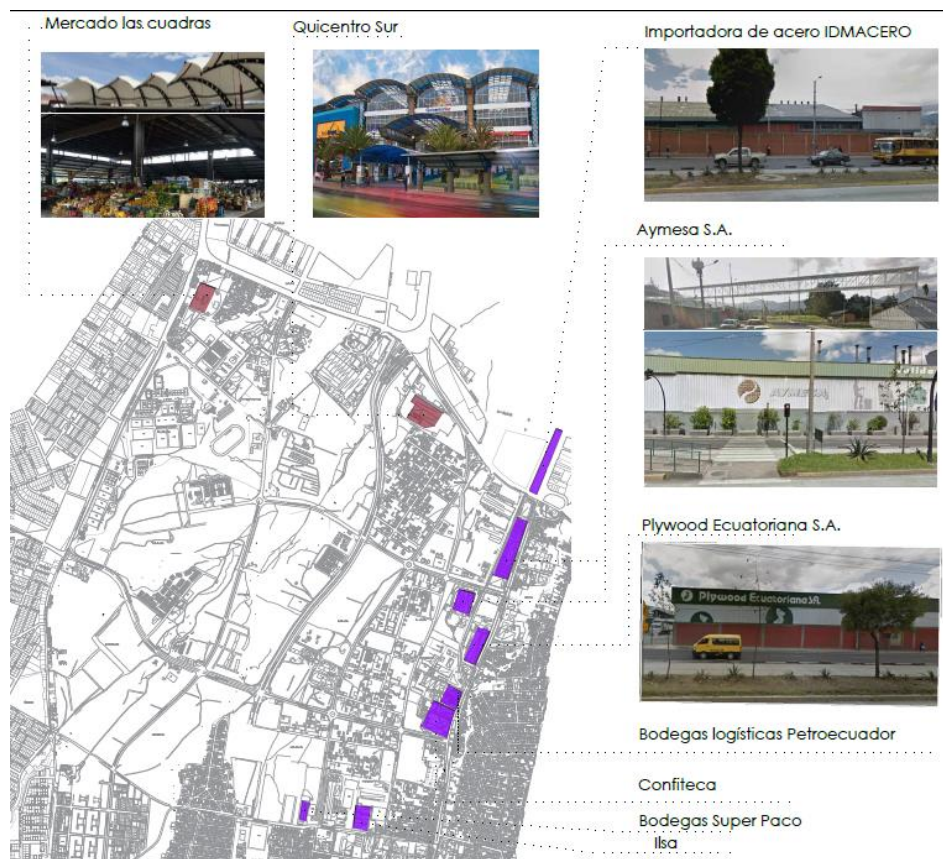 Mercado las cuadras
Quicentro Sur
Importadora de acero IDMACERO
Aymesa S.A.
AYMESA
Plywood Ecuatoriana S.A.
Plywood Ecuatoriana S.A.
Bodegas logísticas Petroecuador
Confiteca
Bodegas Super Paco
Ilsa